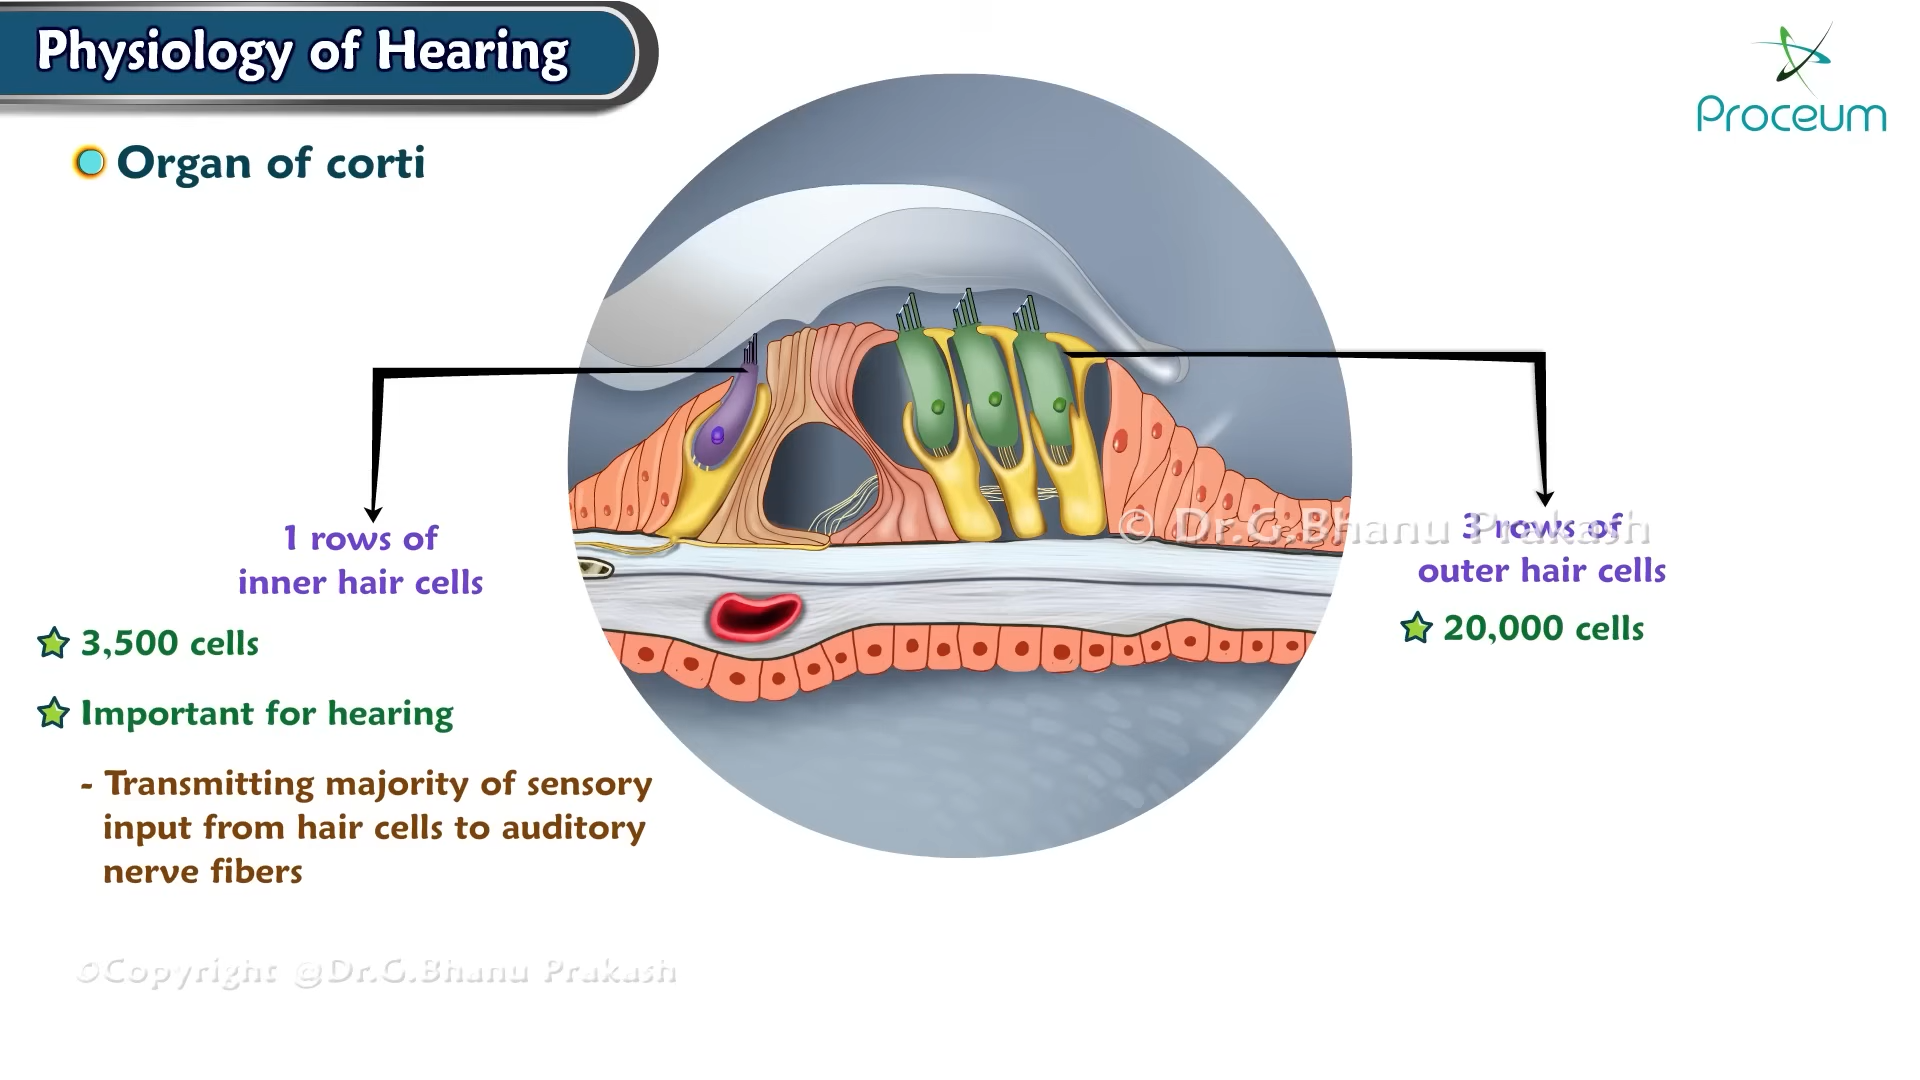 Physiology of Hearing
Proceum
Organ of corti
1 rows of
inner hair cells
3,500 cells
Important for hearing
- Transmitting majority of sensory
input from hair cells to auditory
nerve fibers
3 rows of
outer hair cells
20,000 cells
© Dr.G.Bhanu Prakash
©Copyright @Dr.G.Bhanu Prakash